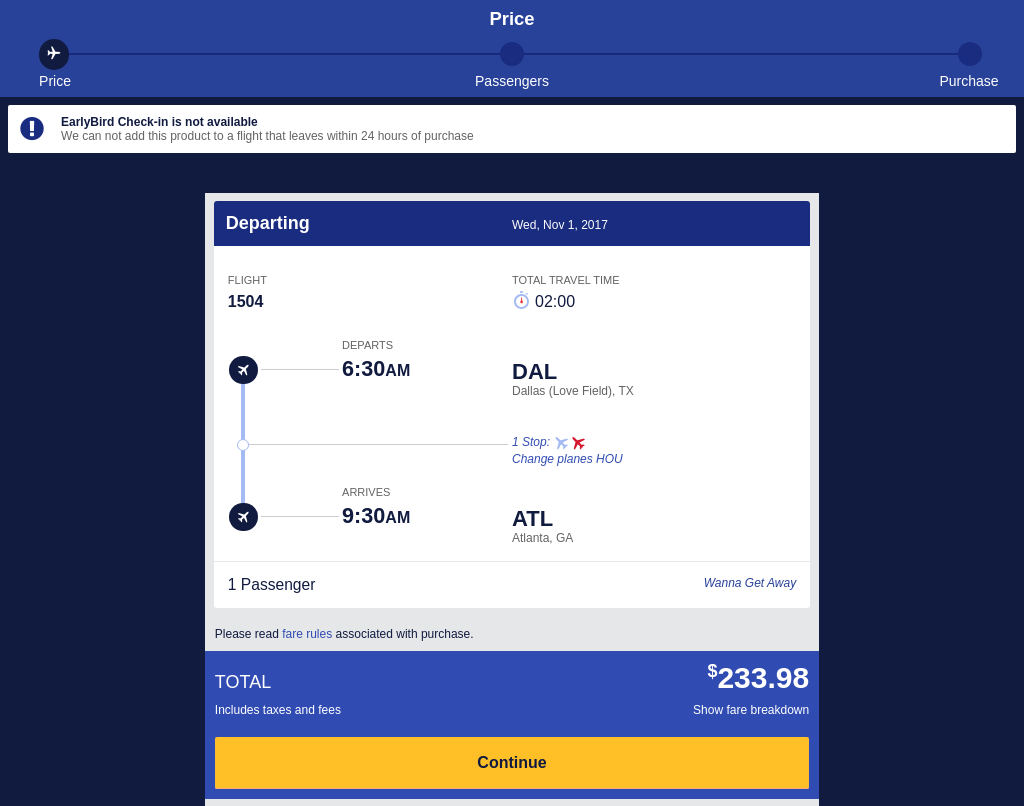 Price
Price
Passengers
Purchase
EarlyBird Check-in is not available
We can not add this product to a flight that leaves within 24 hours of purchase
Departing
Wed, Nov 1, 2017
FLIGHT
TOTAL TRAVEL TIME
1504
02:00
DEPARTS
6:30AM
DAL
Dallas (Love Field), TX
1 Stop:
Change planes HOU
ARRIVES
9:30AM
ATL
Atlanta, GA
1 Passenger
Wanna Get Away
Please read fare rules associated with purchase.
TOTAL
$233.98
Includes taxes and fees
Show fare breakdown
Continue